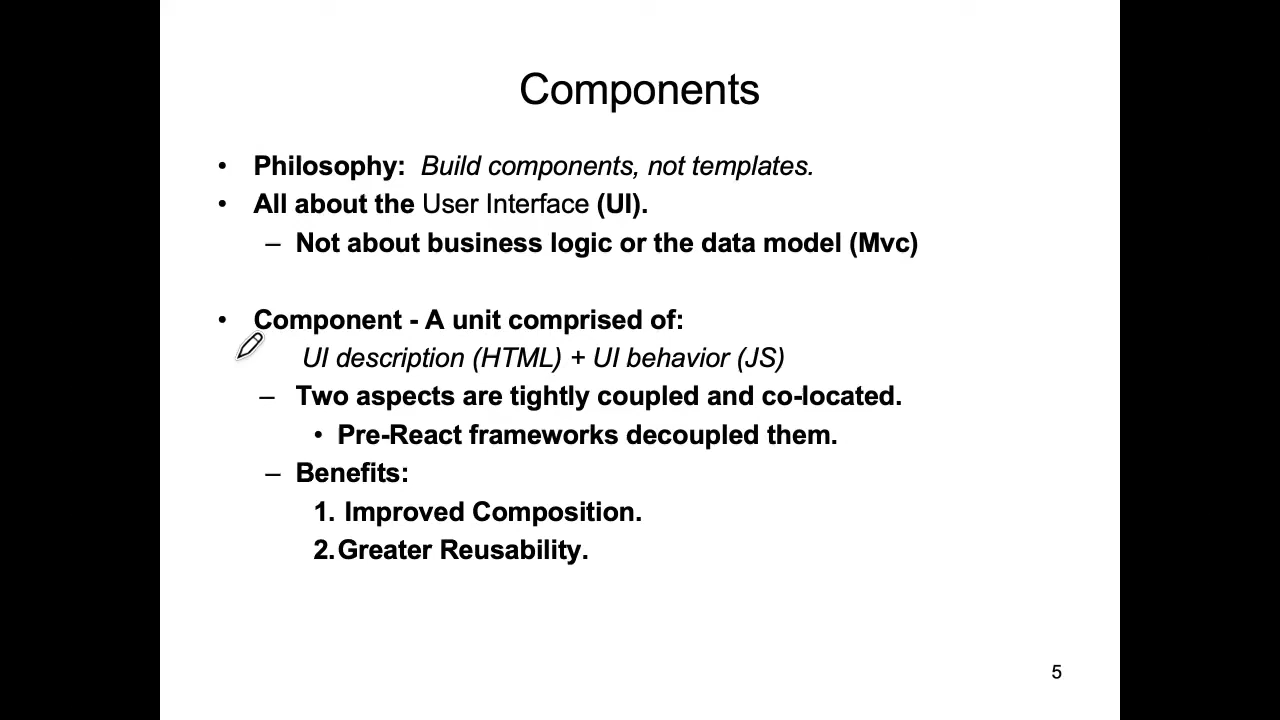 Components
• Philosophy: Build components, not templates.
• All about the User Interface (UI).
– Not about business logic or the data model (Mvc)
• Component - A unit comprised of:
UI description (HTML) + UI behavior (JS)
– Two aspects are tightly coupled and co-located.
• Pre-React frameworks decoupled them.
– Benefits:
1. Improved Composition.
2. Greater Reusability.
5